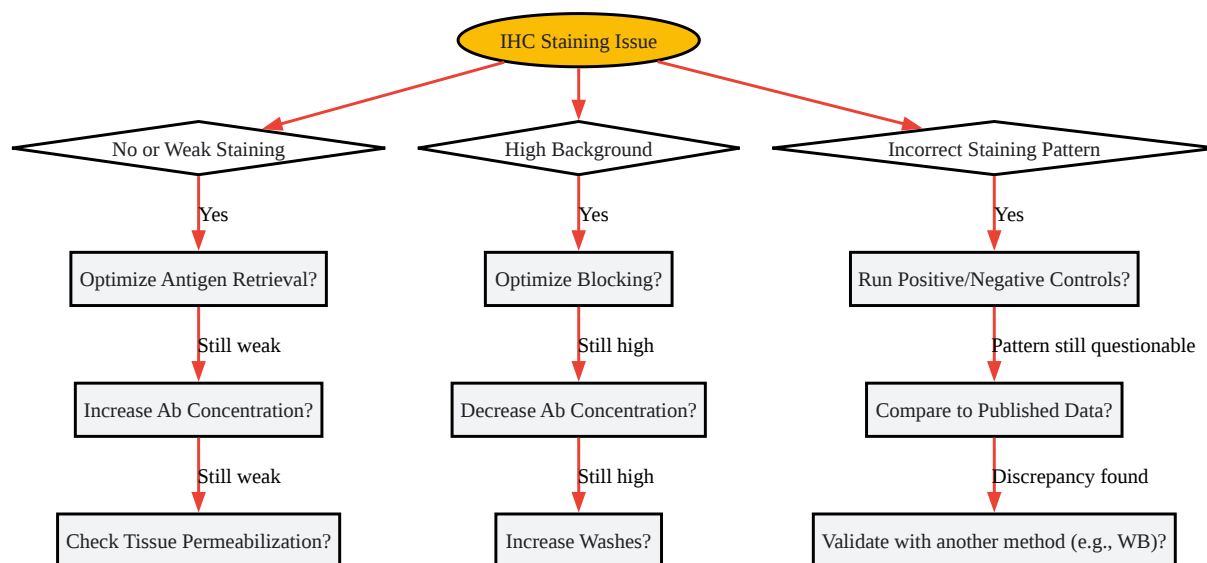 IHC Staining Issue
No or Weak Staining
High Background
Incorrect Staining Pattern
Yes
Yes
Yes
Optimize Antigen Retrieval?
Optimize Blocking?
Run Positive/Negative Controls?
Still weak
Still high
Pattern still questionable
Increase Ab Concentration?
Decrease Ab Concentration?
Compare to Published Data?
Still weak
Still high
Discrepancy found
Check Tissue Permeabilization?
Increase Washes?
Validate with another method (e.g., WB)?